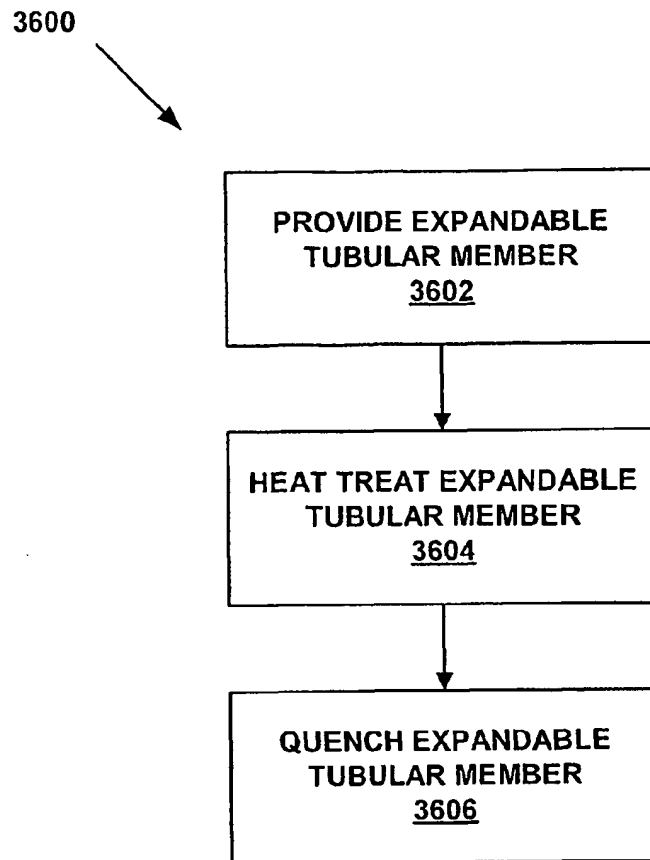 3600
PROVIDE EXPANDABLE
TUBULAR MEMBER
3602
HEAT TREAT EXPANDABLE
TUBULAR MEMBER
3604
QUENCH EXPANDABLE
TUBULAR MEMBER
3606